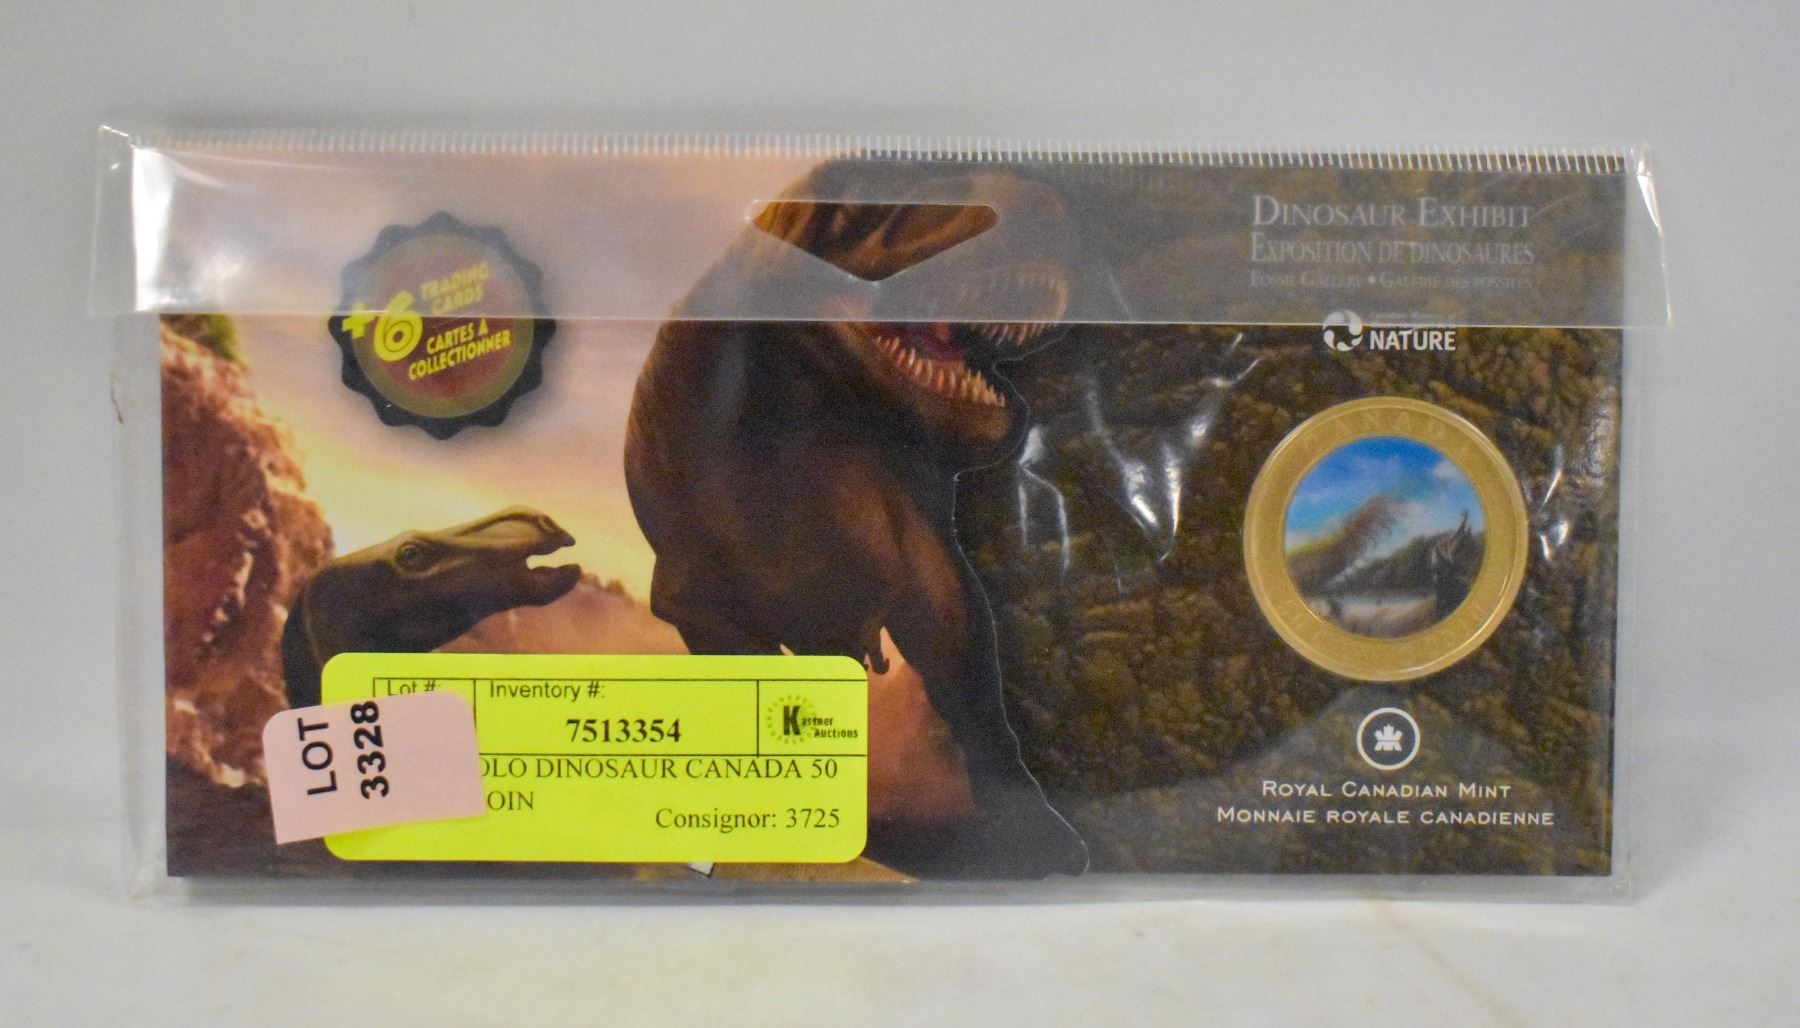 DINOSAUR EXHIBIT
EXPOSITION DE DINOSAURES
FOSSIL GALLERY • GALERIE DES FOSSILES
NATURE
+6 TRADING
CARDS
CARTES À
COLLECTIONNER
CANADA
Lot #:
Inventory #:
7513354
Kastner
Auctions
LOT
3328
OLO DINOSAUR CANADA 50
OIN
Consignor: 3725
ROYAL CANADIAN MINT
MONNAIE ROYALE CANADIENNE